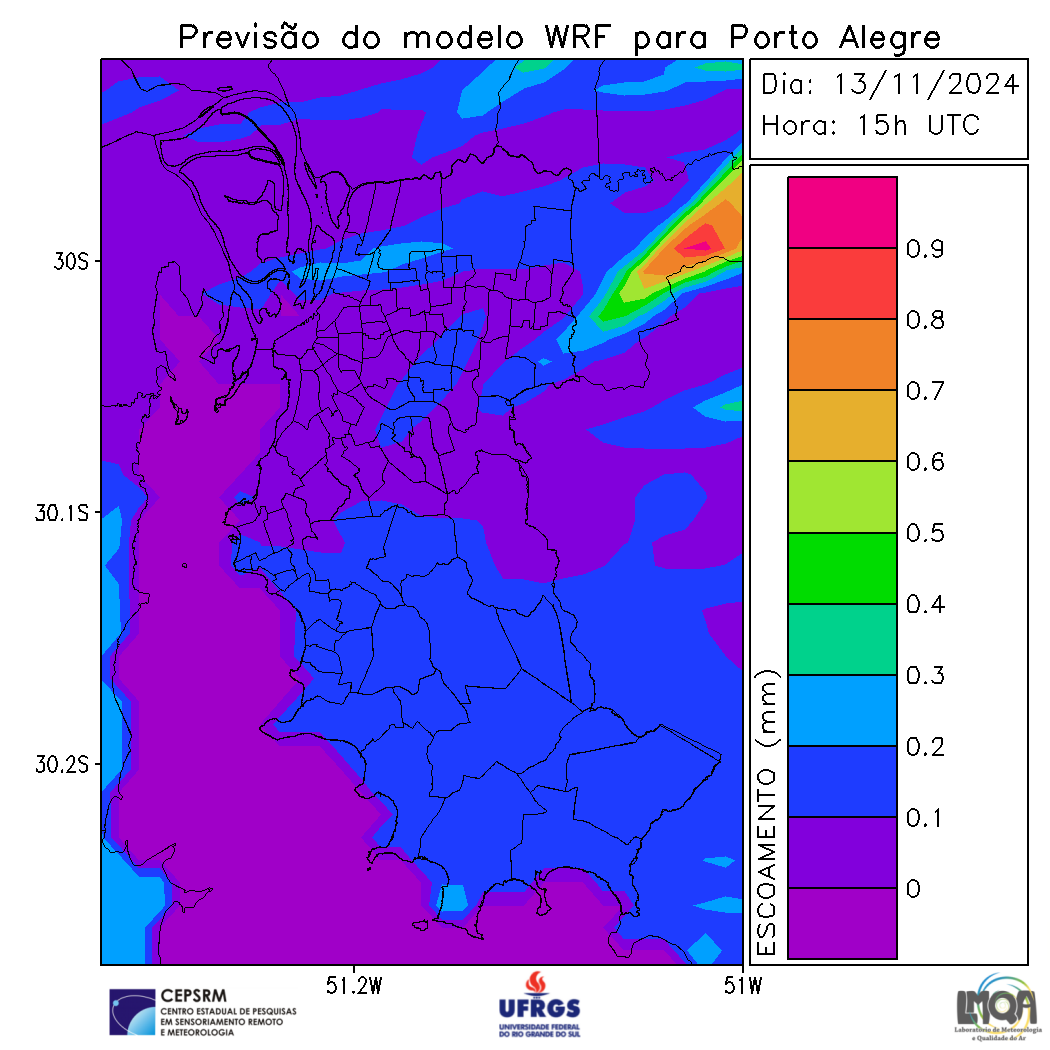 Previsão do modelo WRF para Porto Alegre
Dia: 13/11/2024
Hora: 15h UTC
30S
30.1S
30.2S
51.2W
51W
ESCOAMENTO (mm)
0.9
0.8
0.7
0.6
0.5
0.4
0.3
0.2
0.1
0
CEPSRM
CENTRO ESTADUAL DE PESQUISAS
EM SENSORIAMENTO REMOTO
E METEOROLOGIA
UFRGS
UNIVERSIDADE FEDERAL
DO RIO GRANDE DO SUL
LMQA
Laboratório de Meteorologia
e Qualidade do Ar